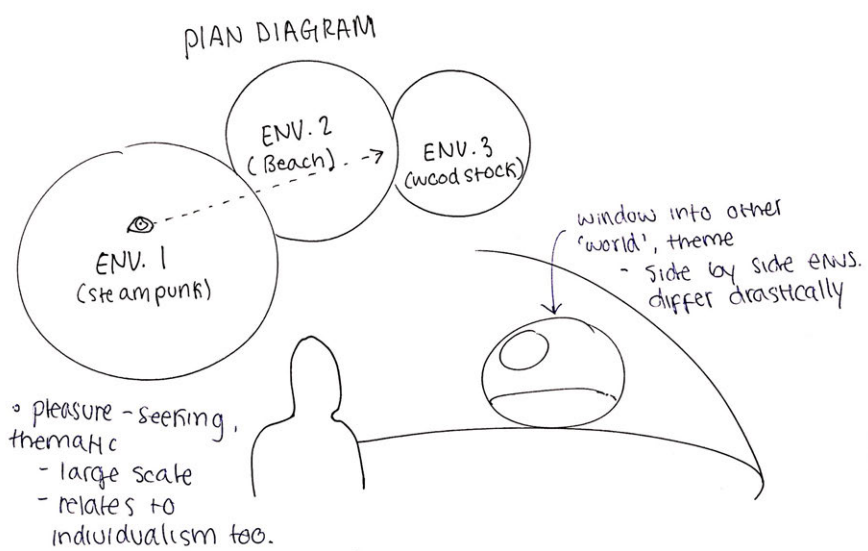 PLAN DIAGRAM
ENV. 2
(Beach)
ENV. 3
(woodstock)
ENV. 1
(steampunk)
window into other
'world', theme
- side by side envs.
differ drastically
• pleasure-seeking,
thematic
- large scale
- relates to
individualism too.